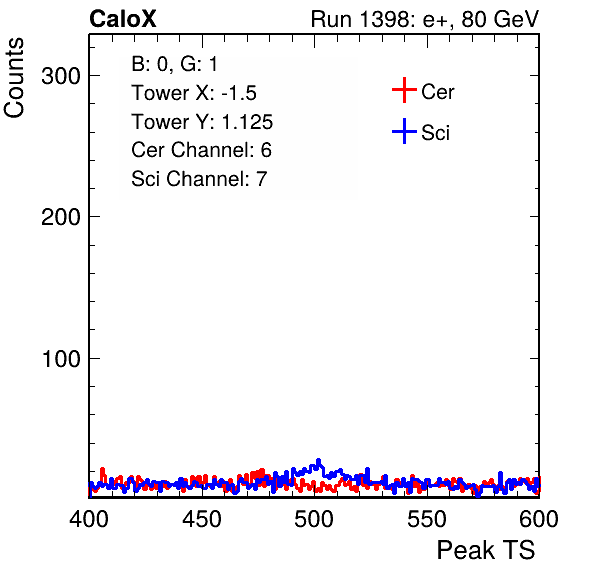 CaloX Run 1398: e+, 80 GeV
Counts
B: 0, G: 1
Tower X: -1.5
Tower Y: 1.125
Cer Channel: 6
Sci Channel: 7
Cer
Sci
300
200
100
400 450 500 550 600
Peak TS